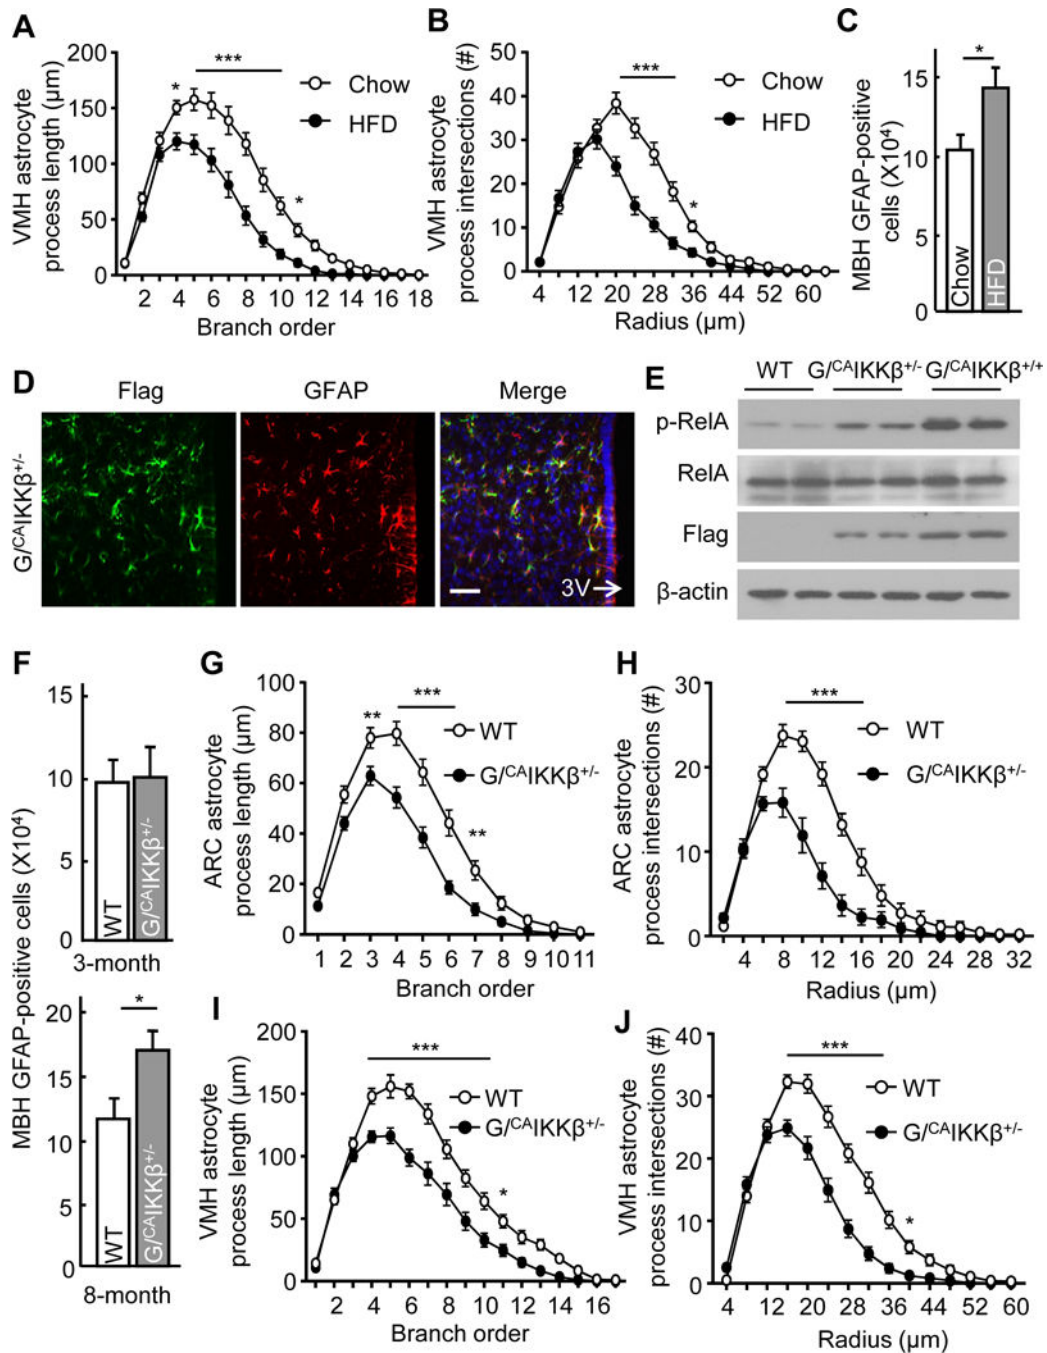 A
VMH astrocyte
process length (µm)
200
150
100
50
0
*
***
Chow
HFD
2 4 6 8 10 12 14 16 18
*
Branch order
B
VMH astrocyte
process intersections (#)
50
40
30
20
10
0
***
Chow
HFD
*
4 12 20 28 36 44 52 60
Radius (µm)
C
MBH GFAP-positive
cells (X10⁴)
15
10
5
0
*
Chow
HFD
D
Flag GFAP Merge
G/ᶜᴬIKKβ⁺/⁻
3V
E
WT G/ᶜᴬIKKβ⁺/⁻ G/ᶜᴬIKKβ⁺/⁺
p-RelA
RelA
Flag
β-actin
F
MBH GFAP-positive cells (X10⁴)
15
10
5
0
WT
G/ᶜᴬIKKβ⁺/⁻
3-month
20
15
10
5
0
*
WT
G/ᶜᴬIKKβ⁺/⁻
8-month
G
ARC astrocyte
process length (µm)
100
80
60
40
20
0
**
***
WT
G/ᶜᴬIKKβ⁺/⁻
**
1 2 3 4 5 6 7 8 9 10 11
Branch order
H
ARC astrocyte
process intersections (#)
30
20
10
0
***
WT
G/ᶜᴬIKKβ⁺/⁻
4 8 12 16 20 24 28 32
Radius (µm)
I
VMH astrocyte
process length (µm)
200
150
100
50
0
***
WT
G/ᶜᴬIKKβ⁺/⁻
*
2 4 6 8 10 12 14 16
Branch order
J
VMH astrocyte
process intersections (#)
40
30
20
10
0
***
WT
G/ᶜᴬIKKβ⁺/⁻
*
4 12 20 28 36 44 52 60
Radius (µm)